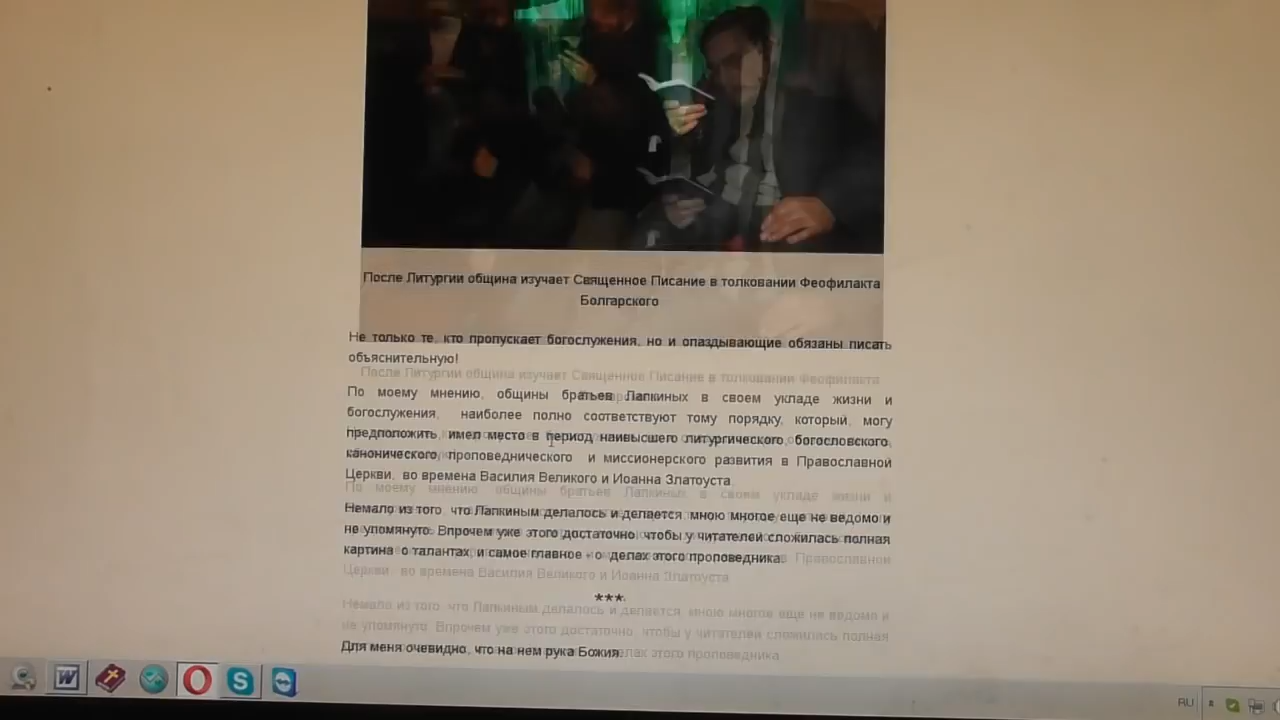 После Литургии община изучает Священное Писание в толковании Феофилакта
Болгарского
Не только те, кто пропускает богослужения, но и опаздывающие обязаны писать
объяснительную!
По моему мнению, общины братьев Лапкиных в своем укладе жизни и
богослужения, наиболее полно соответствуют тому порядку, который, могу
предположить, имел место в период наивысшего литургического, богословского,
канонического, проповеднического и миссионерского развития в Православной
Церкви, во времена Василия Великого и Иоанна Златоуста.
Немало из того, что Лапкиным делалось и делается, мною многое еще не ведомо и
не упомянуто. Впрочем уже этого достаточно, чтобы у читателей сложилась полная
картина о талантах, и самое главное - о делах этого проповедника.
***
Для меня очевидно, что на нем рука Божия.
RU